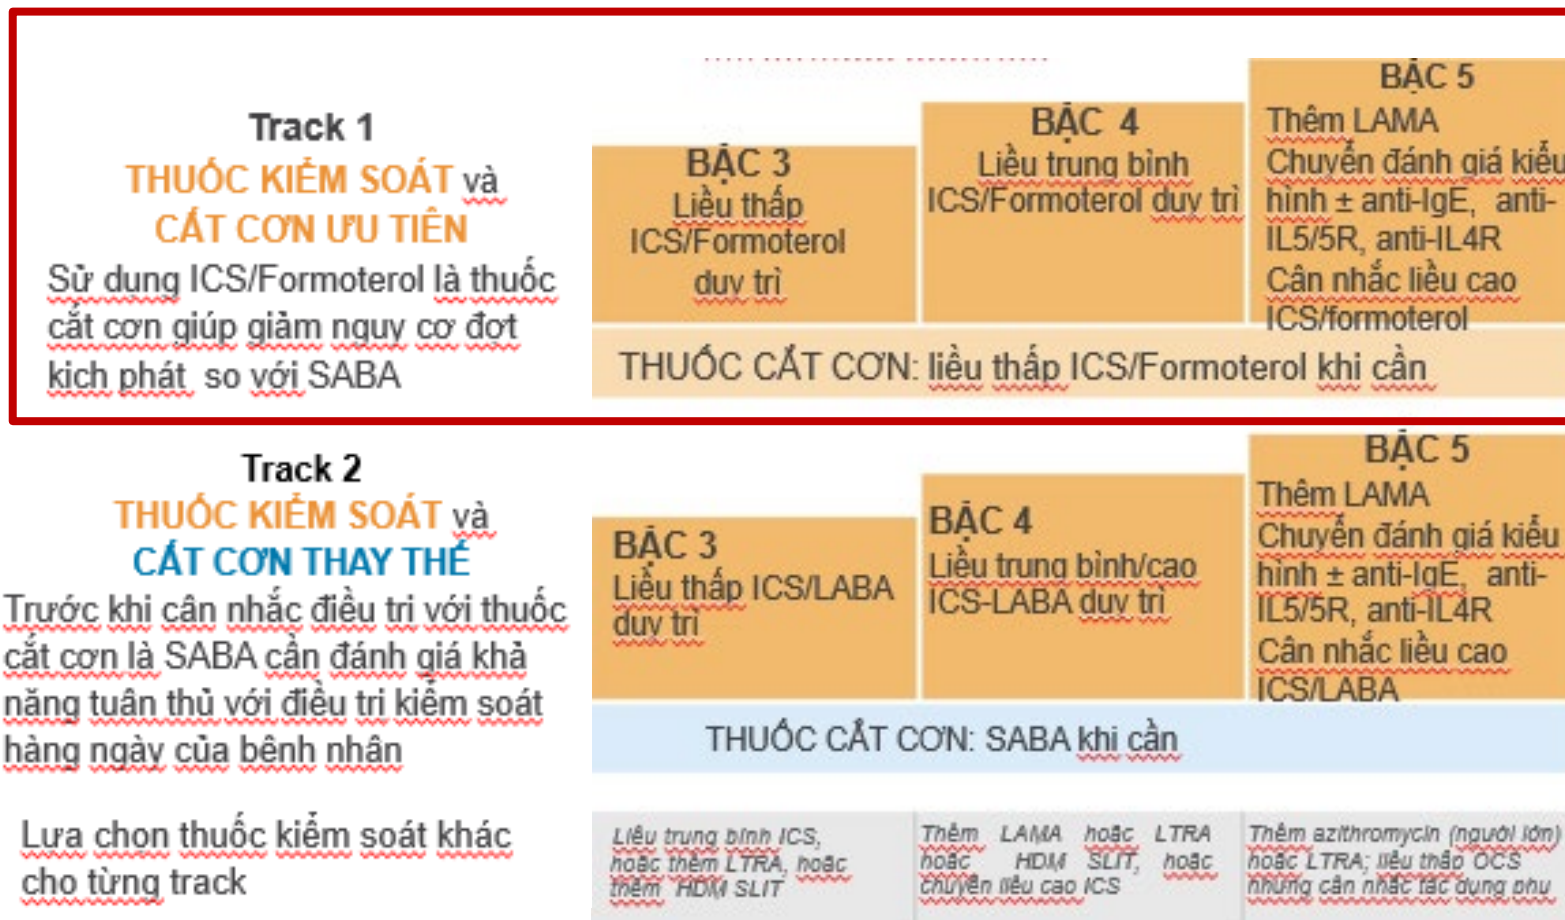 Track 1
THUỐC KIỂM SOÁT và
CẮT CƠN ƯU TIÊN
Sử dụng ICS/Formoterol là thuốc
cắt cơn giúp giảm nguy cơ đợt
kich phát so với SABA
BẬC 3
Liều thấp
ICS/Formoterol
duy trì
BẬC 4
Liều trung bình
ICS/Formoterol duy trì
BẬC 5
Thêm LAMA
Chuyển đánh giá kiểu
hình ± anti-IgE, anti-
IL5/5R, anti-IL4R
Cân nhắc liều cao
ICS/formoterol
THUỐC CẮT CƠN: liều thấp ICS/Formoterol khi cần
Track 2
THUỐC KIỂM SOÁT và
CẮT CƠN THAY THẾ
Trước khi cân nhắc điều trị với thuốc
cắt cơn là SABA cần đánh giá khả
năng tuân thủ với điều trị kiểm soát
hàng ngày của bệnh nhân
BẬC 3
Liều thấp ICS/LABA
duy trì
BẬC 4
Liều trung bình/cao
ICS-LABA duy trì
BẬC 5
Thêm LAMA
Chuyển đánh giá kiểu
hình ± anti-IgE, anti-
IL5/5R, anti-IL4R
Cân nhắc liều cao
ICS/LABA
THUỐC CẮT CƠN: SABA khi cần
Lựa chọn thuốc kiểm soát khác
cho từng track
Liều trung bình ICS,
hoặc thêm LTRA, hoặc
thêm HDM SLIT
Thêm LAMA hoặc LTRA
hoặc HDM SLIT, hoặc
chuyển liều cao ICS
Thêm azithromycin (người lớn)
hoặc LTRA; liều thấp OCS
nhưng cân nhắc tác dụng phụ